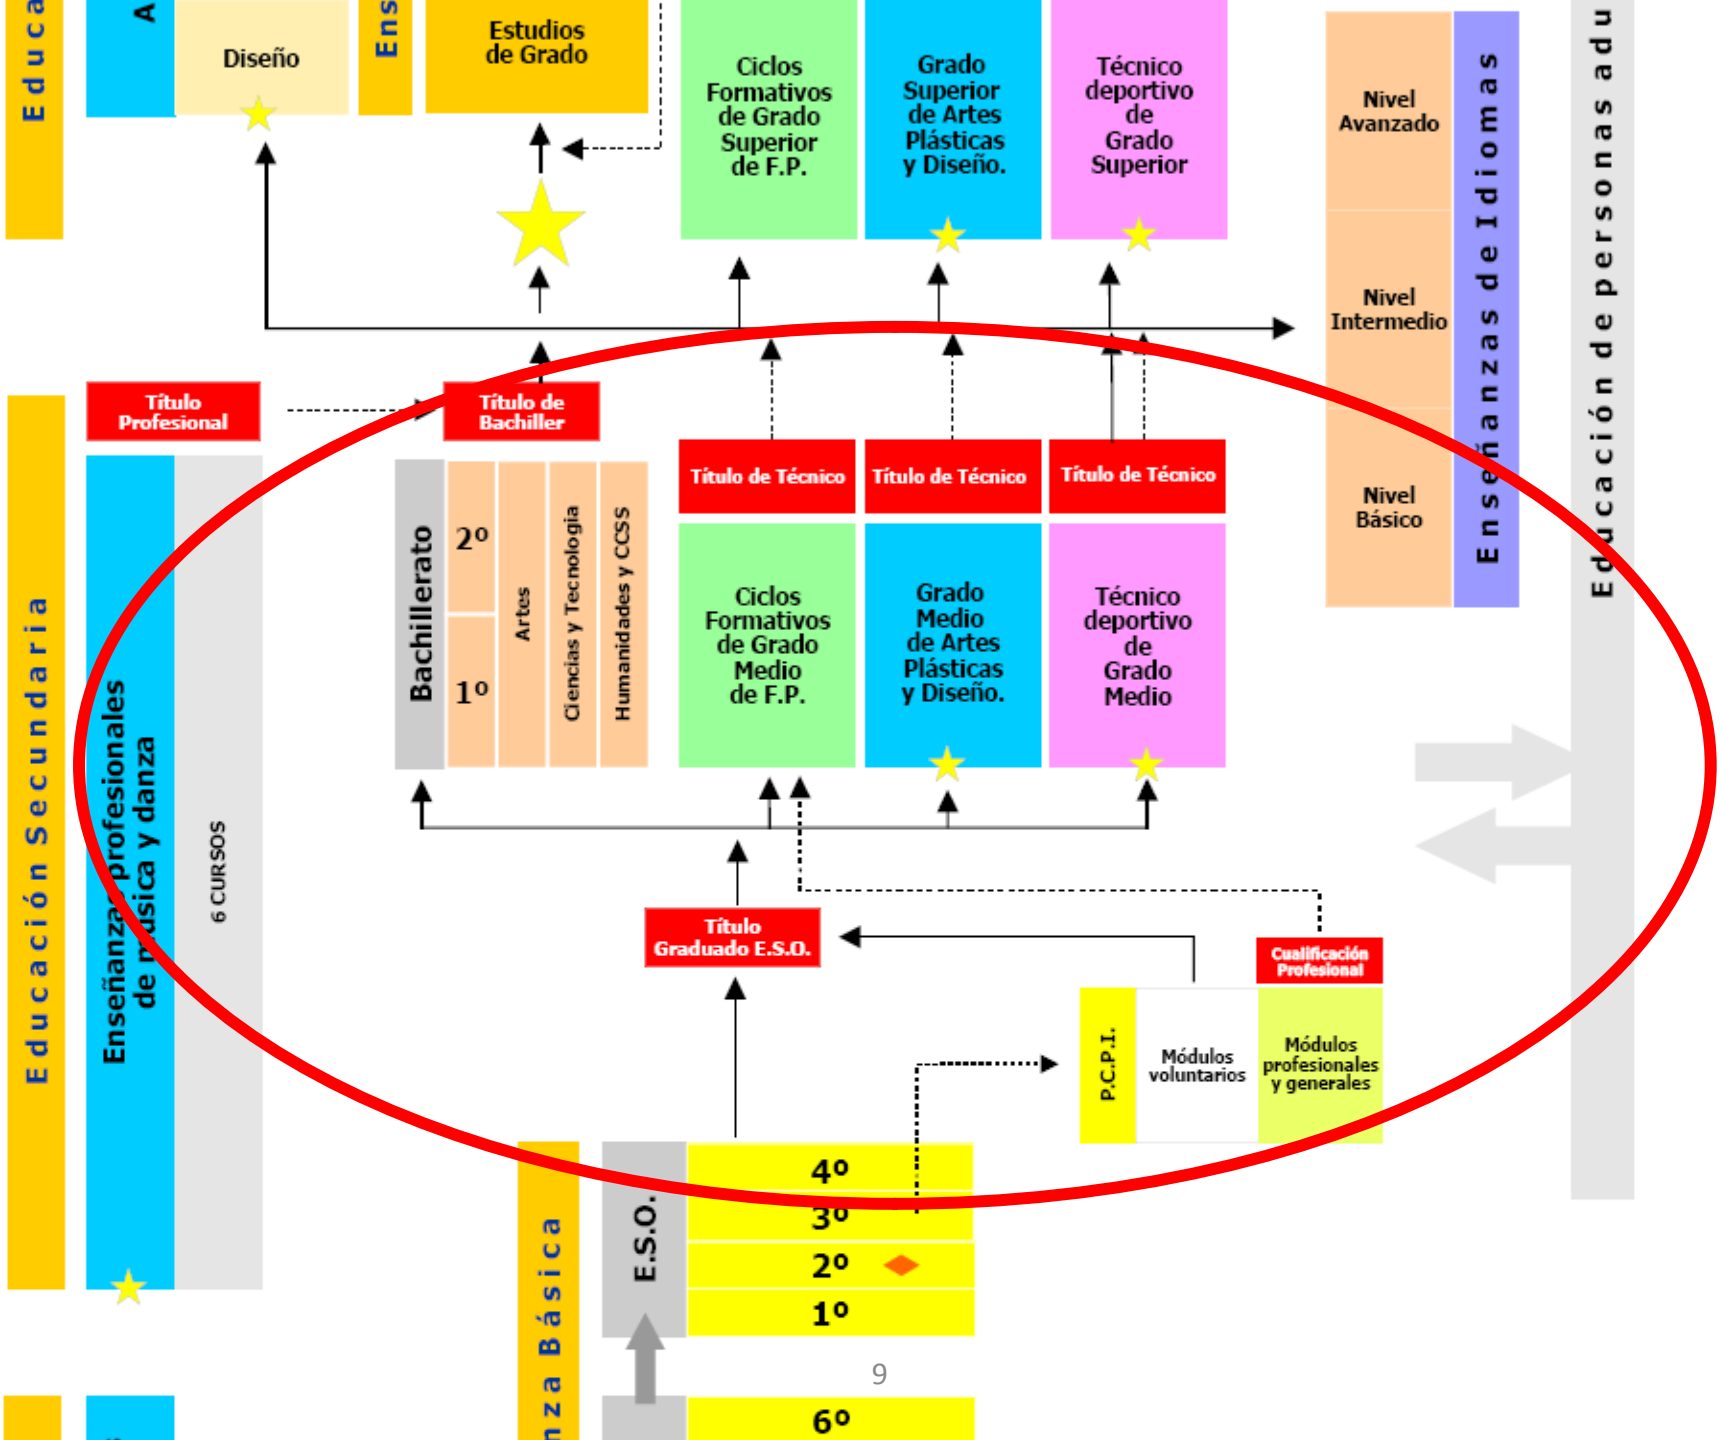 Educa
A
Diseño
Ens
Estudios
de Grado
Ciclos
Formativos
de Grado
Superior
de F.P.
Grado
Superior
de Artes
Plásticas
y Diseño.
Técnico
deportivo
de
Grado
Superior
Nivel
Avanzado
Nivel
Intermedio
Nivel
Básico
Enseñanzas de Idiomas
Educación de personas adu
Título
Profesional
Título de
Bachiller
Título de Técnico
Título de Técnico
Título de Técnico
Educación Secundaria
Enseñanzas profesionales
de música y danza
6 CURSOS
Bachillerato
2º
1º
Artes
Ciencias y Tecnologia
Humanidades y CCSS
Ciclos
Formativos
de Grado
Medio
de F.P.
Grado
Medio
de Artes
Plásticas
y Diseño.
Técnico
deportivo
de
Grado
Medio
Título
Graduado E.S.O.
Cualificación
Profesional
P.C.P.I.
Módulos
voluntarios
Módulos
profesionales
y generales
nza Básica
E.S.O.
4º
3º
2º
1º
9
6º